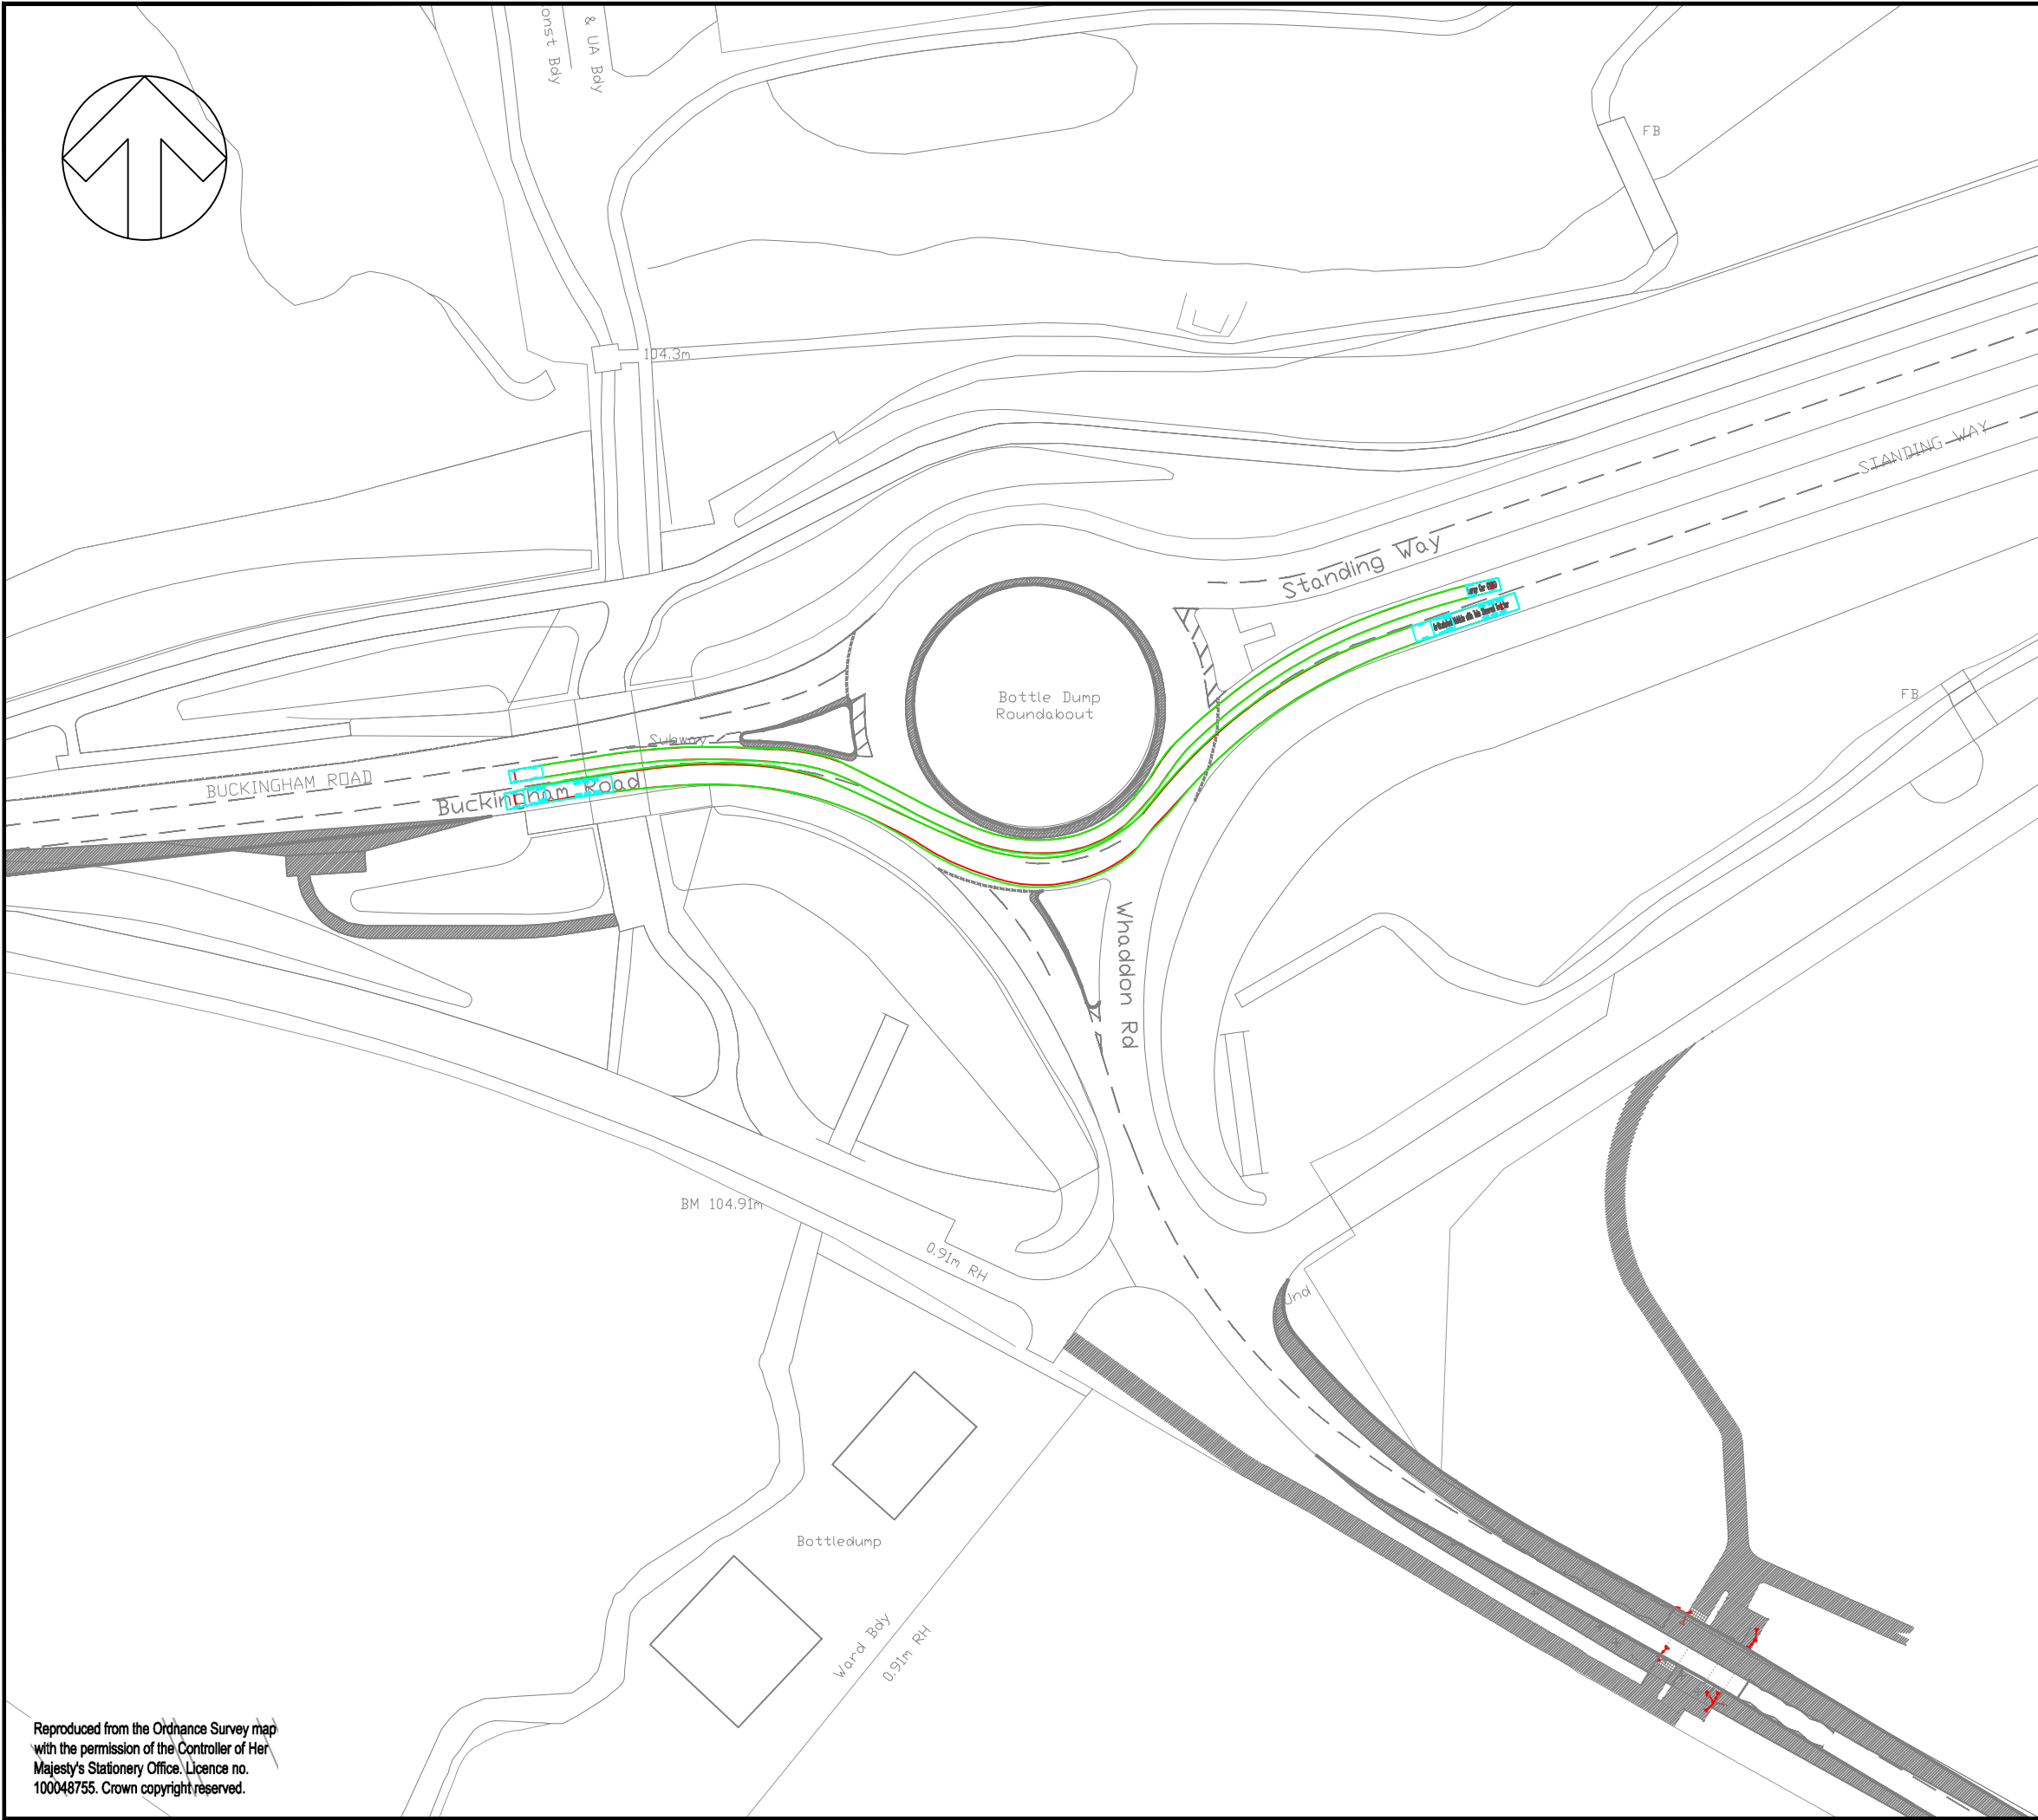 onst Bdy
& UA Bdy
FB
104.3m
STANDING WAY
Standing Way
FB
Bottle Dump
Roundabout
Subway
BUCKINGHAM ROAD
Buckingham Road
Whaddon Rd
BM 104.91m
0.91m RH
Und
Bottledump
Ward Bdy
0.91m RH
Reproduced from the Ordnance Survey map
with the permission of the Controller of Her
Majesty's Stationery Office. Licence no.
100048755. Crown copyright reserved.